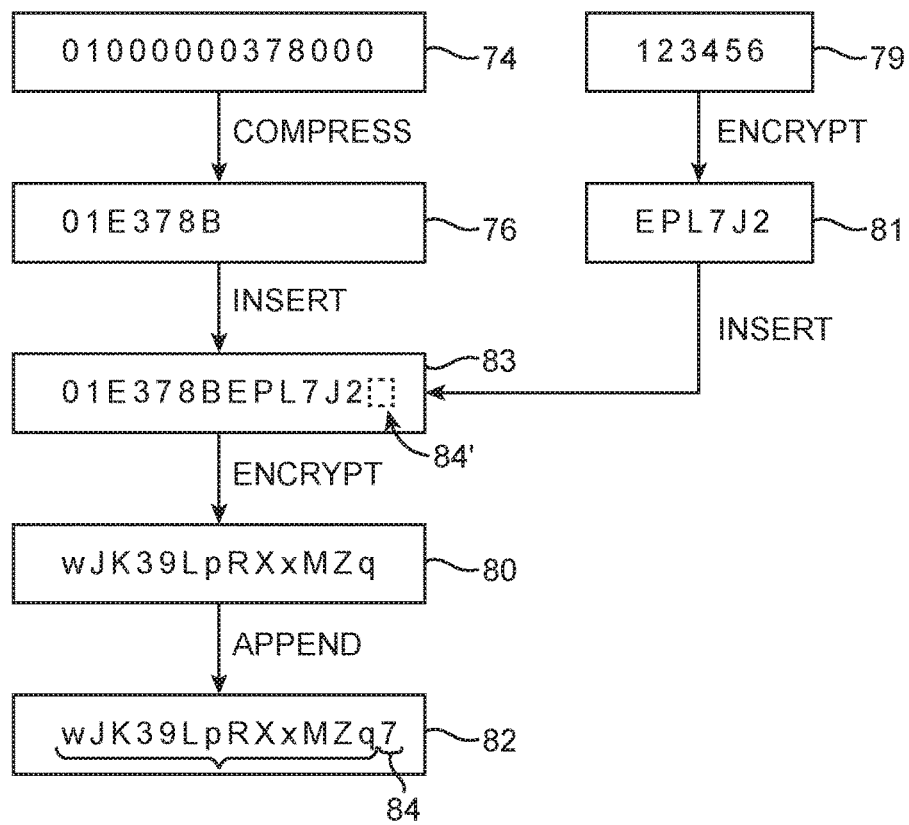 01000000378000
74
123456
79
COMPRESS
ENCRYPT
01E378B
76
EPL7J2
81
INSERT
INSERT
83
01E378BEPL7J2
84'
ENCRYPT
wJK39LpRXxMZq
80
APPEND
wJK39LpRXxMZq7
82
84